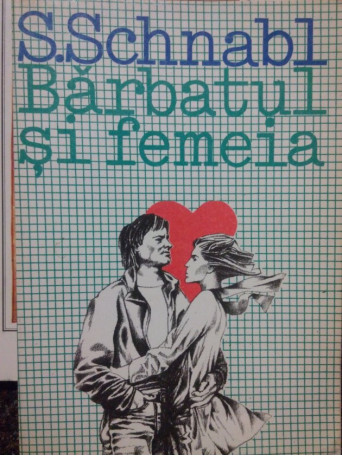 S.Schnabl
Bărbatul
și femeia